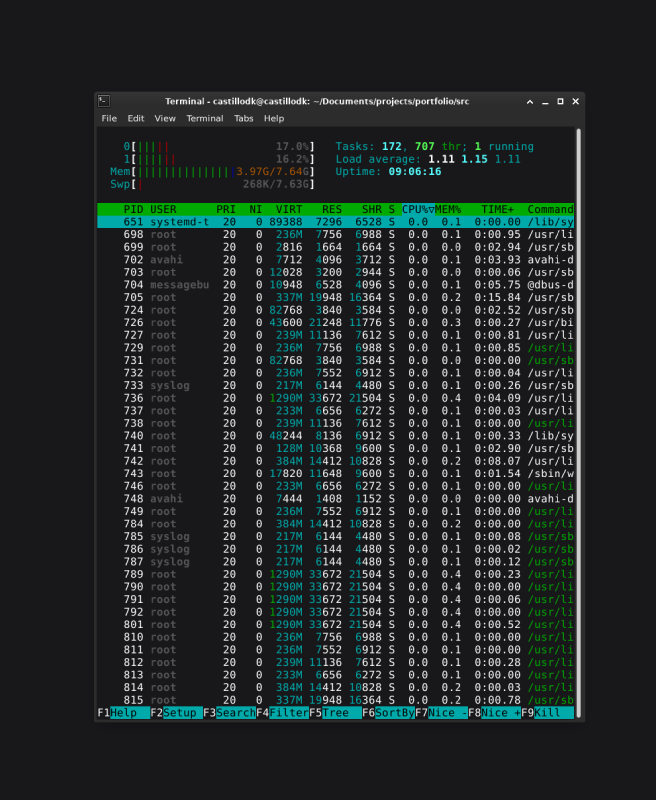 Terminal - castillodk@castillodk: ~/Documents/projects/portfolio/src
File Edit View Terminal Tabs Help
0[||||| 17.0%] Tasks: 172, 707 thr; 1 running
1[|||||| 16.2%] Load average: 1.11 1.15 1.11
Mem[||||||||||||||| 3.97G/7.64G] Uptime: 09:06:16
Swp[| 268K/7.63G]
PID USER PRI NI VIRT RES SHR S CPU%▽MEM% TIME+ Command
651 systemd-t 20 0 89388 7296 6528 S 0.0 0.1 0:00.12 /lib/sy
698 root 20 0 236M 7756 6988 S 0.0 0.1 0:00.95 /usr/li
699 root 20 0 2816 1664 1664 S 0.0 0.0 0:02.94 /usr/sb
702 avahi 20 0 7712 4096 3712 S 0.0 0.1 0:03.93 avahi-d
703 root 20 0 12028 3200 2944 S 0.0 0.0 0:00.06 /usr/sb
704 messagebu 20 0 10948 6528 4096 S 0.0 0.1 0:05.75 @dbus-d
705 root 20 0 337M 19948 16364 S 0.0 0.2 0:15.84 /usr/sb
724 root 20 0 82768 3840 3584 S 0.0 0.0 0:02.52 /usr/sb
726 root 20 0 43600 21248 11776 S 0.0 0.3 0:00.27 /usr/bi
727 root 20 0 239M 11136 7612 S 0.0 0.1 0:00.81 /usr/li
729 root 20 0 236M 7756 6988 S 0.0 0.1 0:00.85 /usr/li
731 root 20 0 82768 3840 3584 S 0.0 0.0 0:00.00 /usr/sb
732 root 20 0 236M 7552 6912 S 0.0 0.1 0:00.04 /usr/li
733 syslog 20 0 217M 6144 4480 S 0.0 0.1 0:00.26 /usr/sb
736 root 20 0 1290M 33672 21504 S 0.0 0.4 0:04.09 /usr/li
737 root 20 0 233M 6656 6272 S 0.0 0.1 0:00.03 /usr/li
738 root 20 0 239M 11136 7612 S 0.0 0.1 0:00.00 /usr/li
740 root 20 0 48244 8136 6912 S 0.0 0.1 0:00.33 /lib/sy
741 root 20 0 128M 10368 9600 S 0.0 0.1 0:02.90 /usr/sb
742 root 20 0 384M 14412 10828 S 0.0 0.2 0:08.07 /usr/li
743 root 20 0 17820 11648 9600 S 0.0 0.1 0:01.54 /sbin/w
746 root 20 0 233M 6656 6272 S 0.0 0.1 0:00.00 /usr/li
748 avahi 20 0 7444 1408 1152 S 0.0 0.0 0:00.00 avahi-d
749 root 20 0 236M 7552 6912 S 0.0 0.1 0:00.00 /usr/li
784 root 20 0 384M 14412 10828 S 0.0 0.2 0:00.00 /usr/li
785 syslog 20 0 217M 6144 4480 S 0.0 0.1 0:00.08 /usr/sb
786 syslog 20 0 217M 6144 4480 S 0.0 0.1 0:00.02 /usr/sb
787 syslog 20 0 217M 6144 4480 S 0.0 0.1 0:00.12 /usr/sb
789 root 20 0 1290M 33672 21504 S 0.0 0.4 0:00.23 /usr/li
790 root 20 0 1290M 33672 21504 S 0.0 0.4 0:00.00 /usr/li
791 root 20 0 1290M 33672 21504 S 0.0 0.4 0:00.06 /usr/li
792 root 20 0 1290M 33672 21504 S 0.0 0.4 0:00.00 /usr/li
801 root 20 0 1290M 33672 21504 S 0.0 0.4 0:00.52 /usr/li
810 root 20 0 236M 7756 6988 S 0.0 0.1 0:00.00 /usr/li
811 root 20 0 236M 7552 6912 S 0.0 0.1 0:00.00 /usr/li
812 root 20 0 239M 11136 7612 S 0.0 0.1 0:00.28 /usr/li
813 root 20 0 233M 6656 6272 S 0.0 0.1 0:00.00 /usr/li
814 root 20 0 384M 14412 10828 S 0.0 0.2 0:00.03 /usr/li
815 root 20 0 337M 19948 16364 S 0.0 0.2 0:00.78 /usr/sb
F1Help F2Setup F3SearchF4FilterF5Tree F6SortByF7Nice -F8Nice +F9Kill